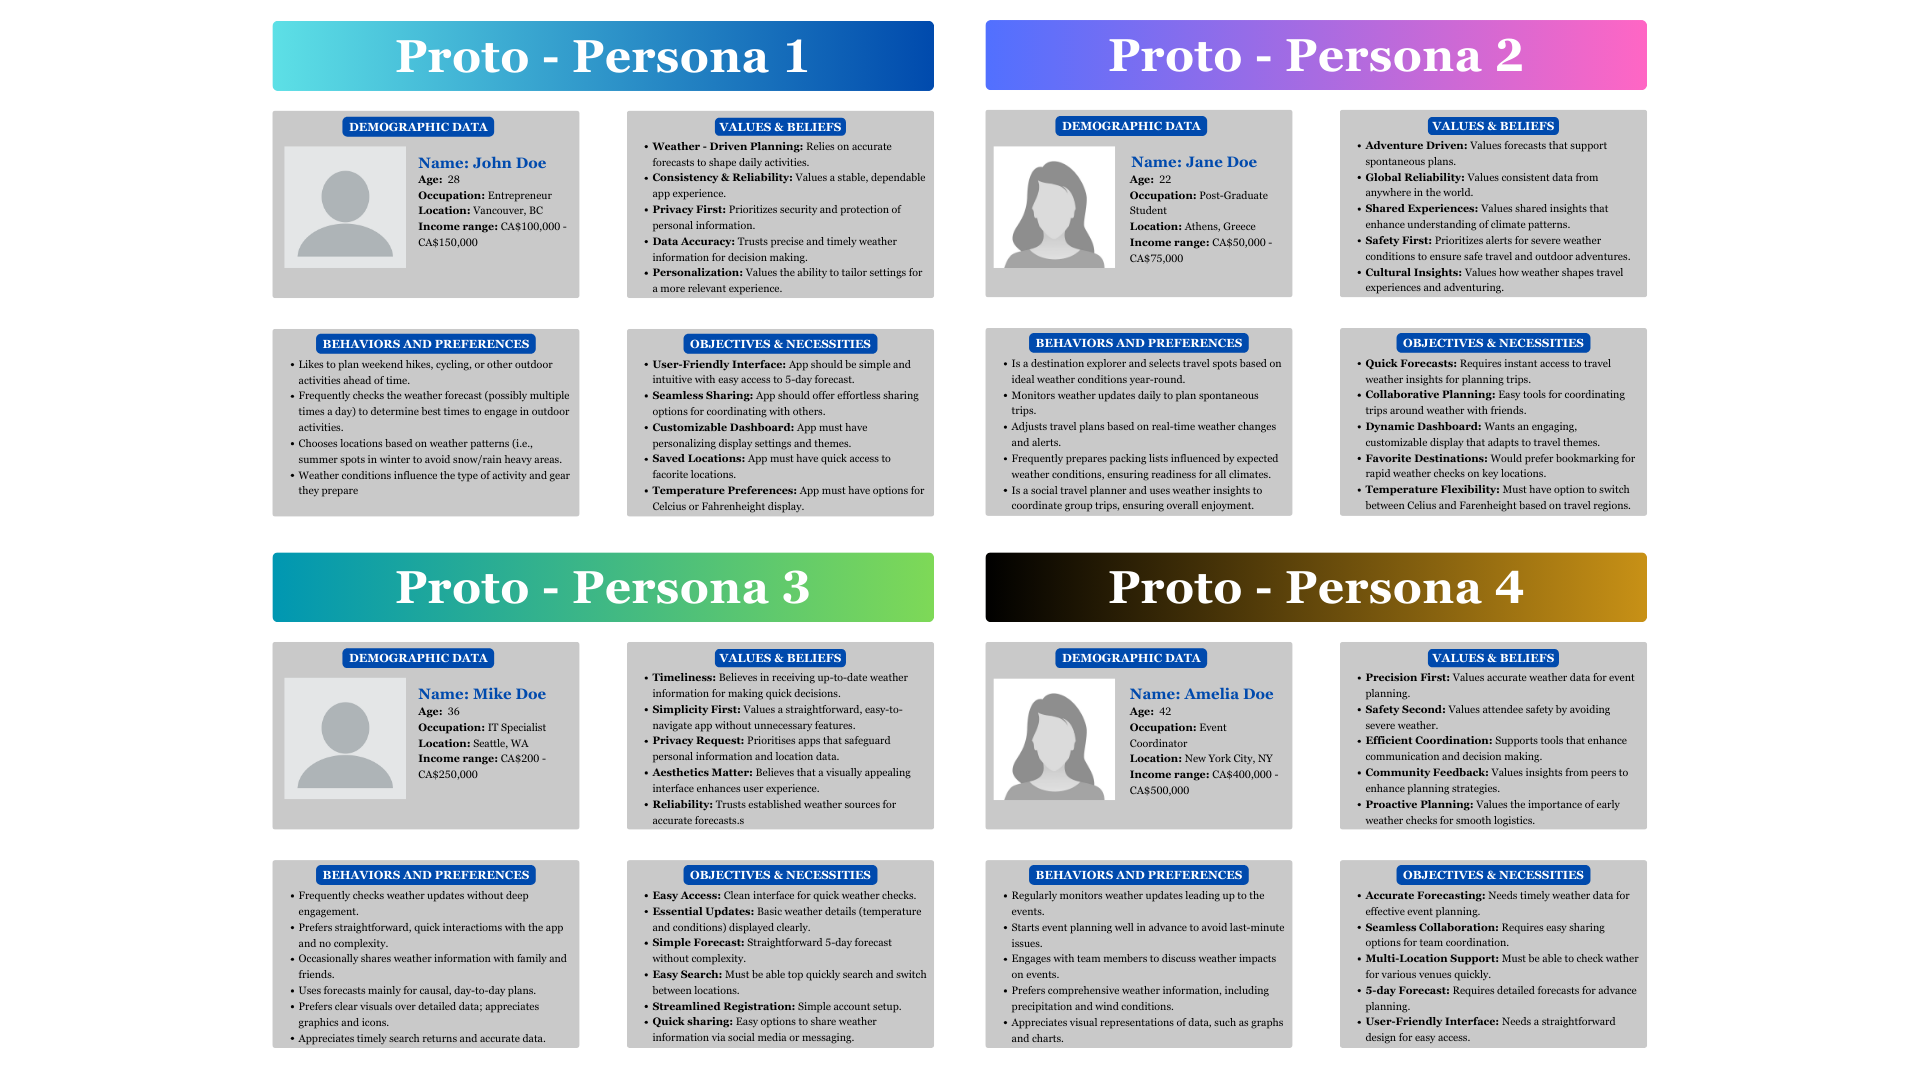 Proto - Persona 1
DEMOGRAPHIC DATA
Name: John Doe
Age: 28
Occupation: Entrepreneur
Location: Vancouver, BC
Income range: CA$100,000 -
CA$150,000
VALUES & BELIEFS
• Weather - Driven Planning: Relies on accurate
forecasts to shape daily activities.
• Consistency & Reliability: Values a stable, dependable
app experience.
• Privacy First: Prioritizes security and protection of
personal information.
• Data Accuracy: Trusts precise and timely weather
information for decision making.
• Personalization: Values the ability to tailor settings for
a more relevant experience.
BEHAVIORS AND PREFERENCES
• Likes to plan weekend hikes, cycling, or other outdoor
activities ahead of time.
• Frequently checks the weather forecast (possibly multiple
times a day) to determine best times to engage in outdoor
activities.
• Chooses locations based on weather patterns (i.e.,
summer spots in winter to avoid snow/rain heavy areas.
• Weather conditions influence the type of activity and gear
they prepare
OBJECTIVES & NECESSITIES
• User-Friendly Interface: App should be simple and
intuitive with easy access to 5-day forecast.
• Seamless Sharing: App should offer effortless sharing
options for coordinating with others.
• Customizable Dashboard: App must have
personalizing display settings and themes.
• Saved Locations: App must have quick access to
facorite locations.
• Temperature Preferences: App must have options for
Celcius or Fahrenheight display.
Proto - Persona 2
DEMOGRAPHIC DATA
Name: Jane Doe
Age: 22
Occupation: Post-Graduate
Student
Location: Athens, Greece
Income range: CA$50,000 -
CA$75,000
VALUES & BELIEFS
• Adventure Driven: Values forecasts that support
spontaneous plans.
• Global Reliability: Values consistent data from
anywhere in the world.
• Shared Experiences: Values shared insights that
enhance understanding of climate patterns.
• Safety First: Prioritizes alerts for severe weather
conditions to ensure safe travel and outdoor adventures.
• Cultural Insights: Values how weather shapes travel
experiences and adventuring.
BEHAVIORS AND PREFERENCES
• Is a destination explorer and selects travel spots based on
ideal weather conditions year-round.
• Monitors weather updates daily to plan spontaneous
trips.
• Adjusts travel plans based on real-time weather changes
and alerts.
• Frequently prepares packing lists influenced by expected
weather conditions, ensuring readiness for all climates.
• Is a social travel planner and uses weather insights to
coordinate group trips, ensuring overall enjoyment.
OBJECTIVES & NECESSITIES
• Quick Forecasts: Requires instant access to travel
weather insights for planning trips.
• Collaborative Planning: Easy tools for coordinating
trips around weather with friends.
• Dynamic Dashboard: Wants an engaging,
customizable display that adapts to travel themes.
• Favorite Destinations: Would prefer bookmarking for
rapid weather checks on key locations.
• Temperature Flexibility: Must have option to switch
between Celius and Farenheight based on travel regions.
Proto - Persona 3
DEMOGRAPHIC DATA
Name: Mike Doe
Age: 36
Occupation: IT Specialist
Location: Seattle, WA
Income range: CA$200 -
CA$250,000
VALUES & BELIEFS
• Timeliness: Believes in receiving up-to-date weather
information for making quick decisions.
• Simplicity First: Values a straightforward, easy-to-
navigate app without unnecessary features.
• Privacy Request: Prioritises apps that safeguard
personal information and location data.
• Aesthetics Matter: Believes that a visually appealing
interface enhances user experience.
• Reliability: Trusts established weather sources for
accurate forecasts.s
BEHAVIORS AND PREFERENCES
• Frequently checks weather updates without deep
engagement.
• Prefers straightforward, quick interactioms with the app
and no complexity.
• Occasionally shares weather information with family and
friends.
• Uses forecasts mainly for causal, day-to-day plans.
• Prefers clear visuals over detailed data; appreciates
graphics and icons.
• Appreciates timely search returns and accurate data.
OBJECTIVES & NECESSITIES
• Easy Access: Clean interface for quick weather checks.
• Essential Updates: Basic weather details (temperature
and conditions) displayed clearly.
• Simple Forecast: Straightforward 5-day forecast
without complexity.
• Easy Search: Must be able top quickly search and switch
between locations.
• Streamlined Registration: Simple account setup.
• Quick sharing: Easy options to share weather
information via social media or messaging.
Proto - Persona 4
DEMOGRAPHIC DATA
Name: Amelia Doe
Age: 42
Occupation: Event
Coordinator
Location: New York City, NY
Income range: CA$400,000 -
CA$500,000
VALUES & BELIEFS
• Precision First: Values accurate weather data for event
planning.
• Safety Second: Values attendee safety by avoiding
severe weather.
• Efficient Coordination: Supports tools that enhance
communication and decision making.
• Community Feedback: Values insights from peers to
enhance planning strategies.
• Proactive Planning: Values the importance of early
weather checks for smooth logistics.
BEHAVIORS AND PREFERENCES
• Regularly monitors weather updates leading up to the
events.
• Starts event planning well in advance to avoid last-minute
issues.
• Engages with team members to discuss weather impacts
on events.
• Prefers comprehensive weather information, including
precipitation and wind conditions.
• Appreciates visual representations of data, such as graphs
and charts.
OBJECTIVES & NECESSITIES
• Accurate Forecasting: Needs timely weather data for
effective event planning.
• Seamless Collaboration: Requires easy sharing
options for team coordination.
• Multi-Location Support: Must be able to check wather
for various venues quickly.
• 5-day Forecast: Requires detailed forecasts for advance
planning.
• User-Friendly Interface: Needs a straightforward
design for easy access.